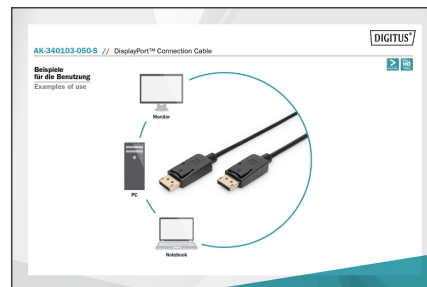 DIGITUS®
AK-340103-050-S // DisplayPort™ Connection Cable
Beispiele
für die Benutzung
Examples of use
Monitor
PC
Notebook